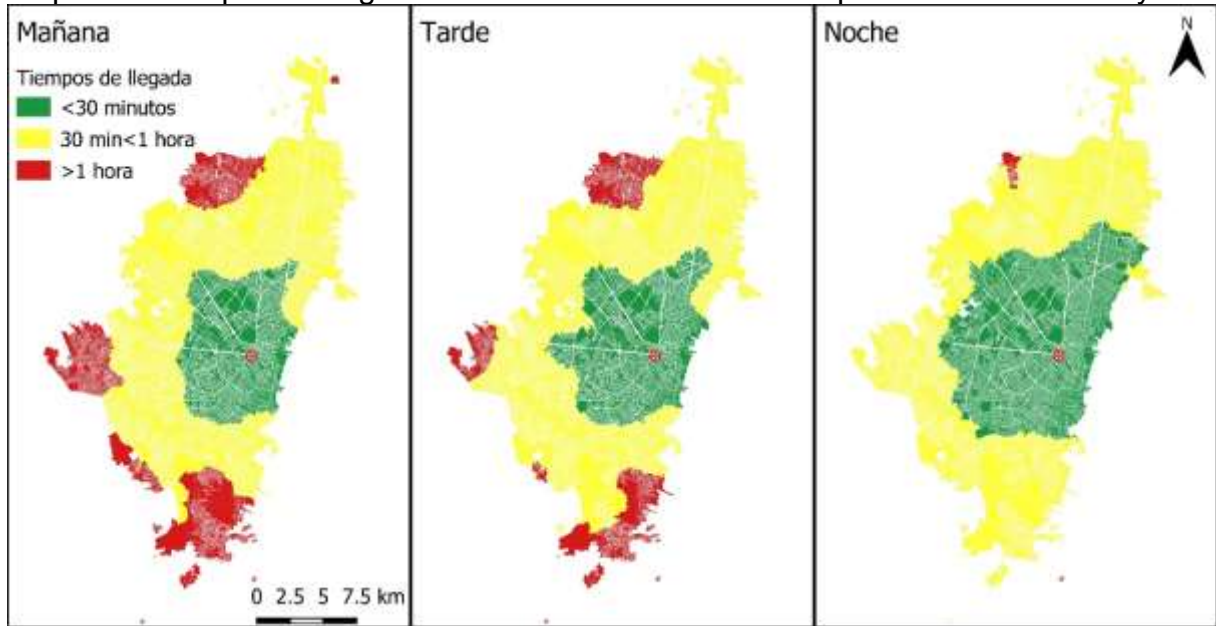 Mañana
Tarde
Noche
N
Tiempos de llegada
<30 minutos
30 min<1 hora
>1 hora
0 2.5 5 7.5 km